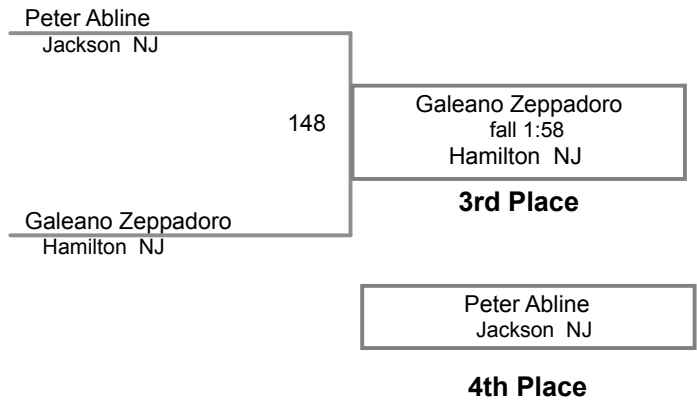 Peter Abline
Jackson NJ
148
Galeano Zeppadoro
fall 1:58
Hamilton NJ
3rd Place
Galeano Zeppadoro
Hamilton NJ
Peter Abline
Jackson NJ
4th Place